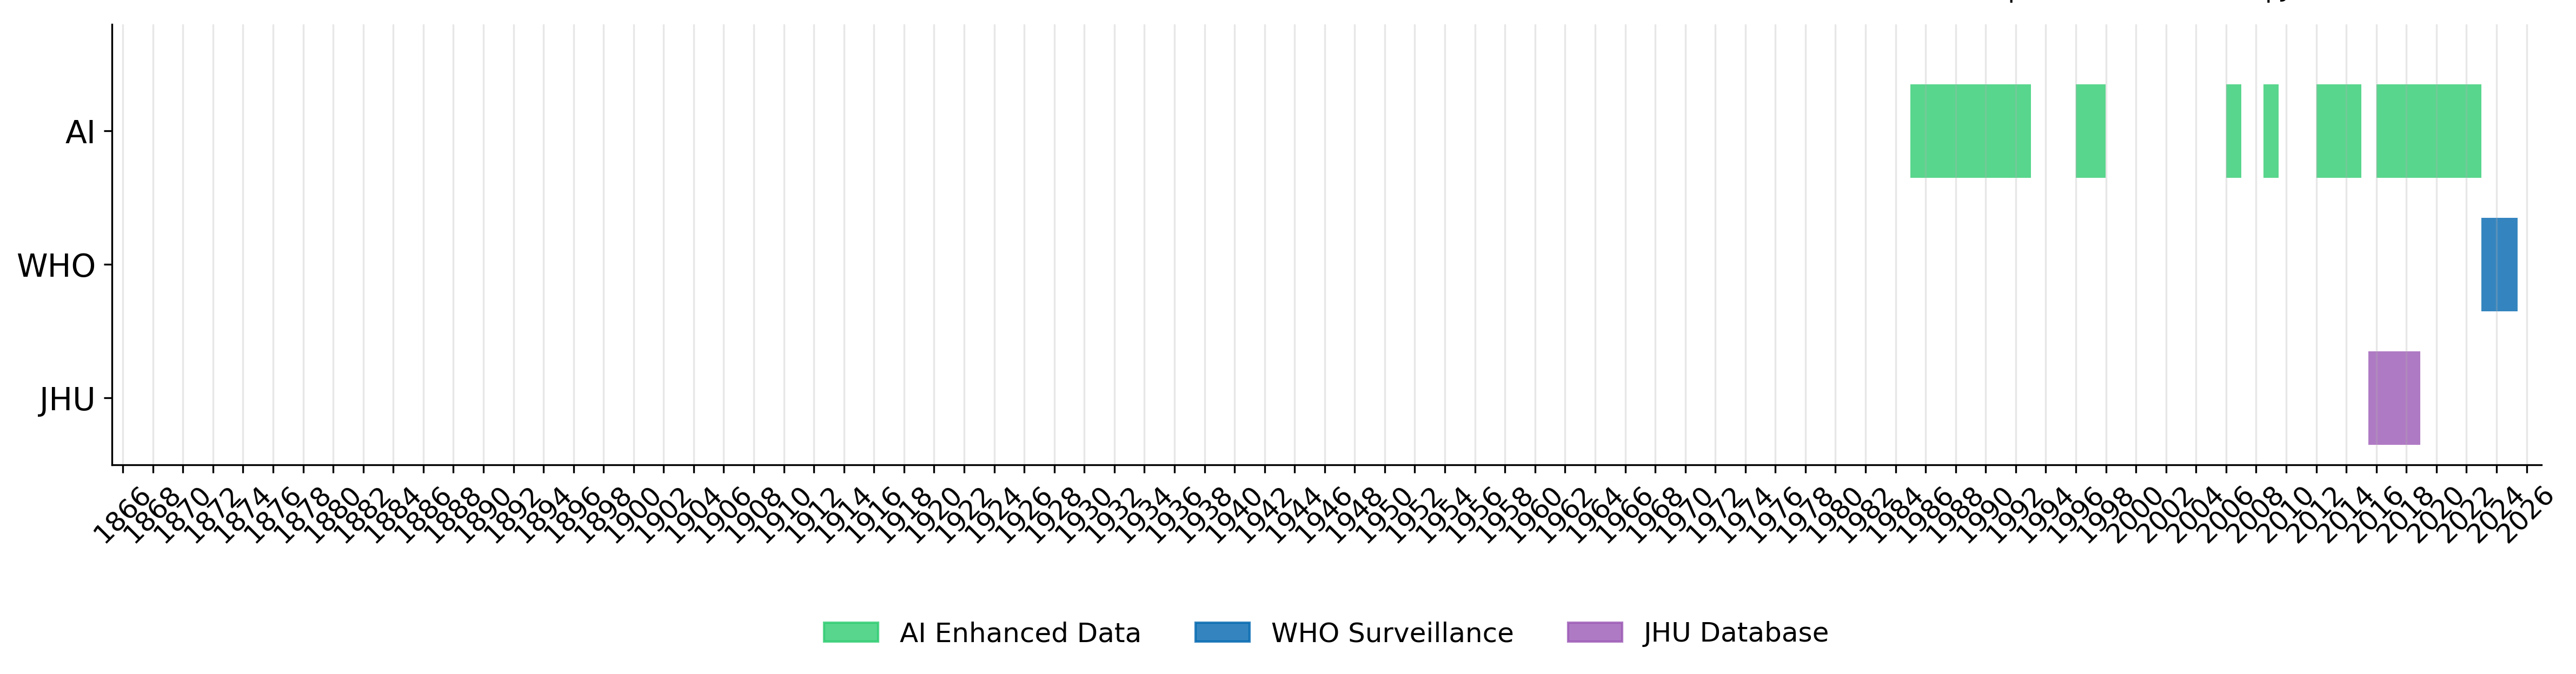 AI
WHO
JHU
1866 1868 1870 1872 1874 1876 1878 1880 1882 1884 1886 1888 1890 1892 1894 1896 1898 1900 1902 1904 1906 1908 1910 1912 1914 1916 1918 1920 1922 1924 1926 1928 1930 1932 1934 1936 1938 1940 1942 1944 1946 1948 1950 1952 1954 1956 1958 1960 1962 1964 1966 1968 1970 1972 1974 1976 1978 1980 1982 1984 1986 1988 1990 1992 1994 1996 1998 2000 2002 2004 2006 2008 2010 2012 2014 2016 2018 2020 2022 2024 2026
AI Enhanced Data WHO Surveillance JHU Database